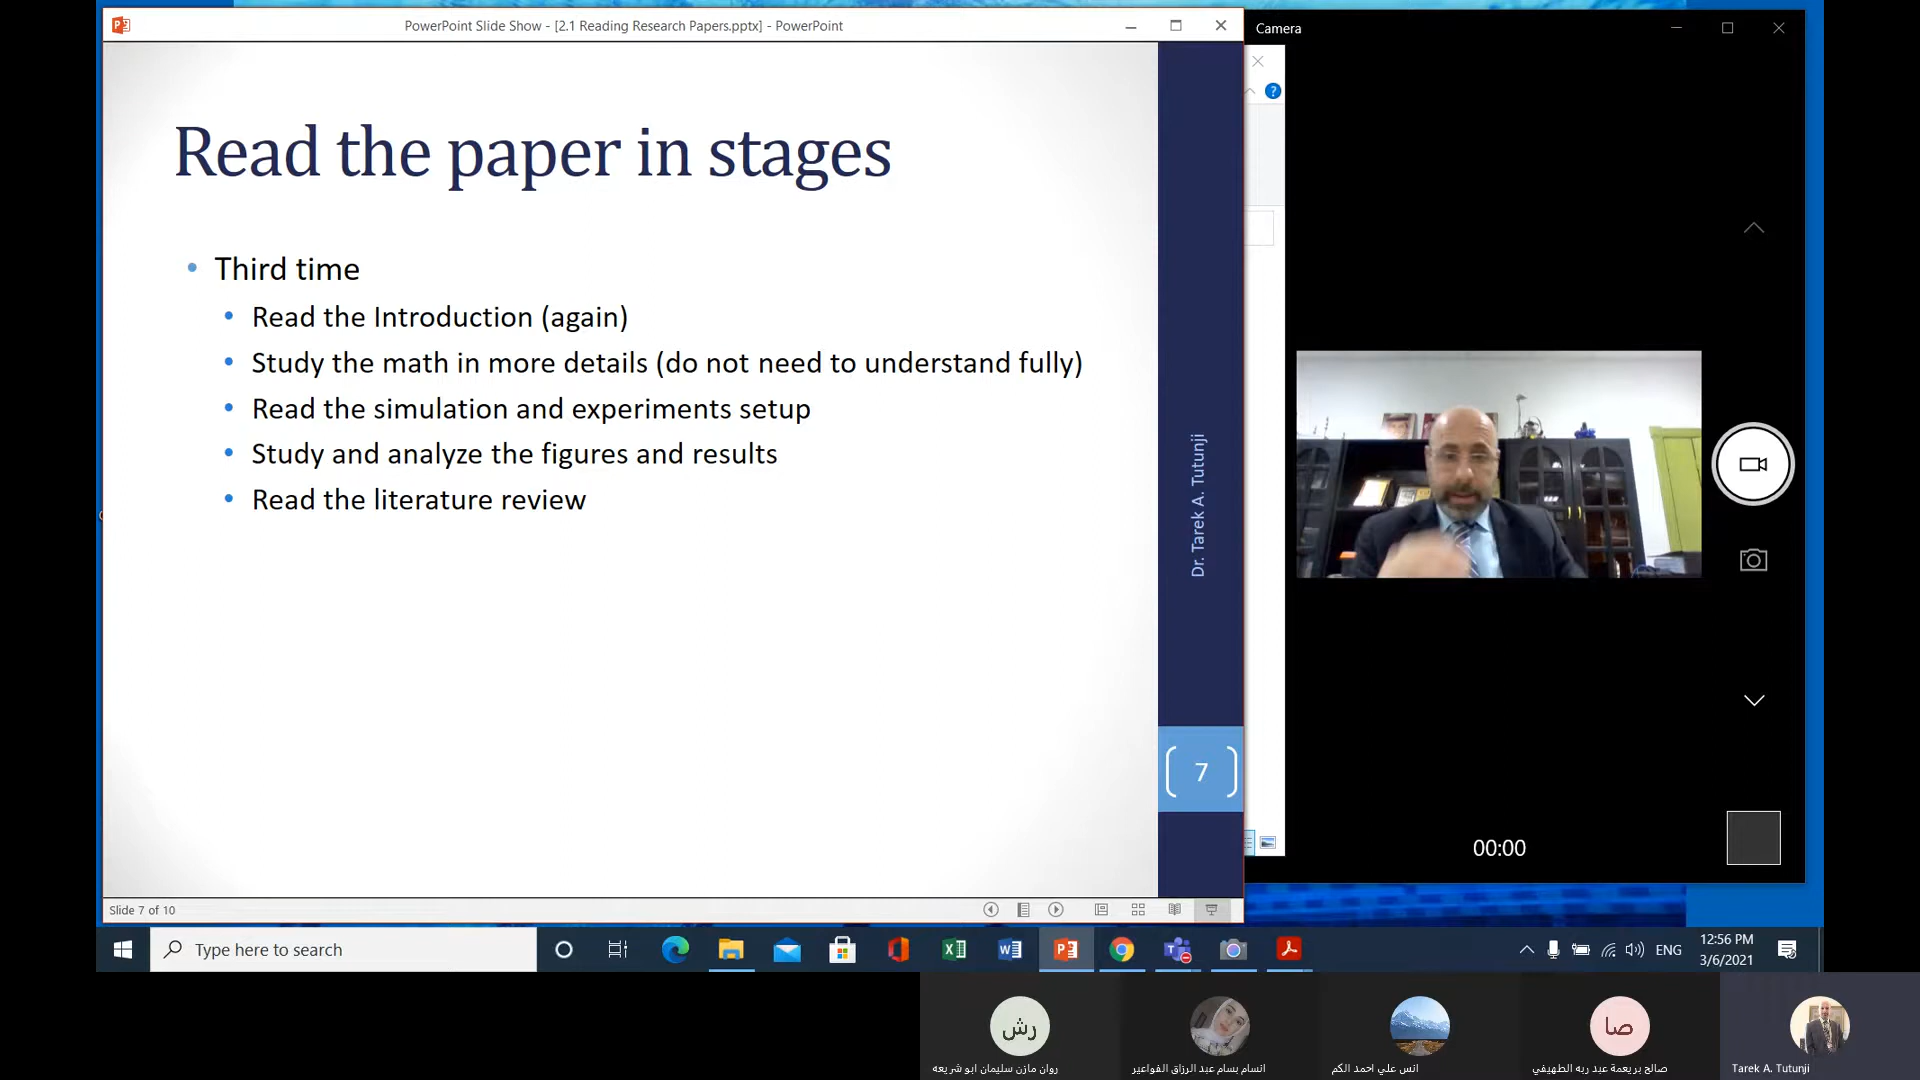 PowerPoint Slide Show - [2.1 Reading Research Papers.pptx] - PowerPoint
Camera
Read the paper in stages
• Third time
• Read the Introduction (again)
• Study the math in more details (do not need to understand fully)
• Read the simulation and experiments setup
• Study and analyze the figures and results
• Read the literature review
Dr. Tarek A. Tutunji
7
00:00
Slide 7 of 10
Type here to search
ENG
12:56 PM
3/6/2021
رش
صا
روان مازن سليمان ابو شريعه
انسام بسام عبد الرزاق الفواعير
انس علي احمد الكم
صالح بريعمة عبد ربه الطهيفي
Tarek A. Tutunji